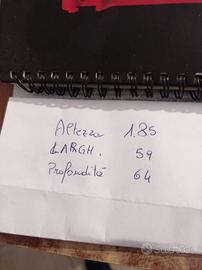 Altezza 1.85
LARGH. 59
Profondità 64